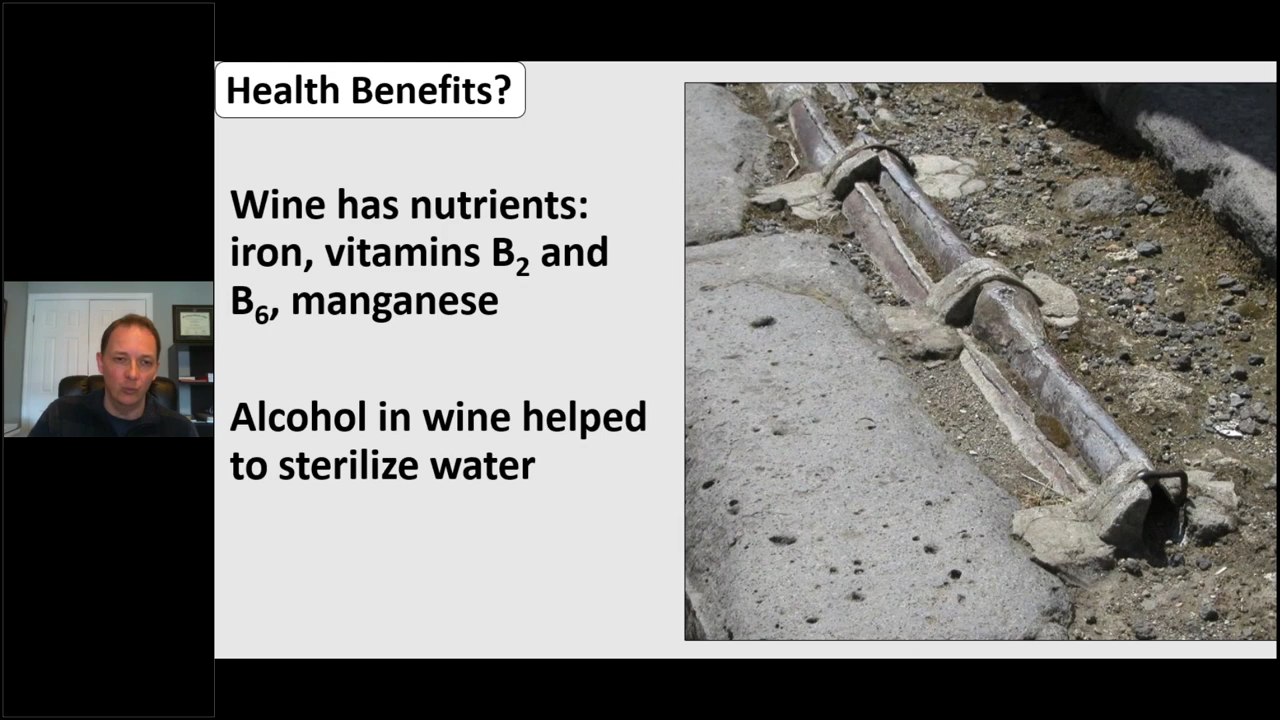 Health Benefits?
Wine has nutrients:
iron, vitamins B₂ and
B₆, manganese
Alcohol in wine helped
to sterilize water